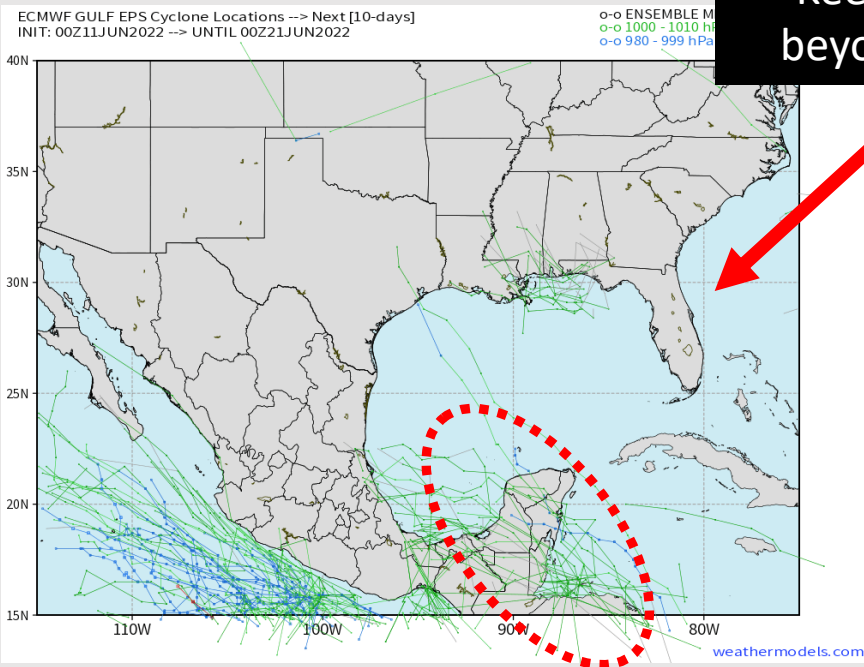 ECMWF GULF EPS Cyclone Locations --> Next [10-days]
INIT: 00Z11JUN2022 --> UNTIL 00Z21JUN2022
o-o ENSEMBLE
o-o 1000 - 1010
o-o 980 - 999 hPa
40N
35N
30N
25N
20N
15N
110W
100W
90W
80W
weathermodels.com